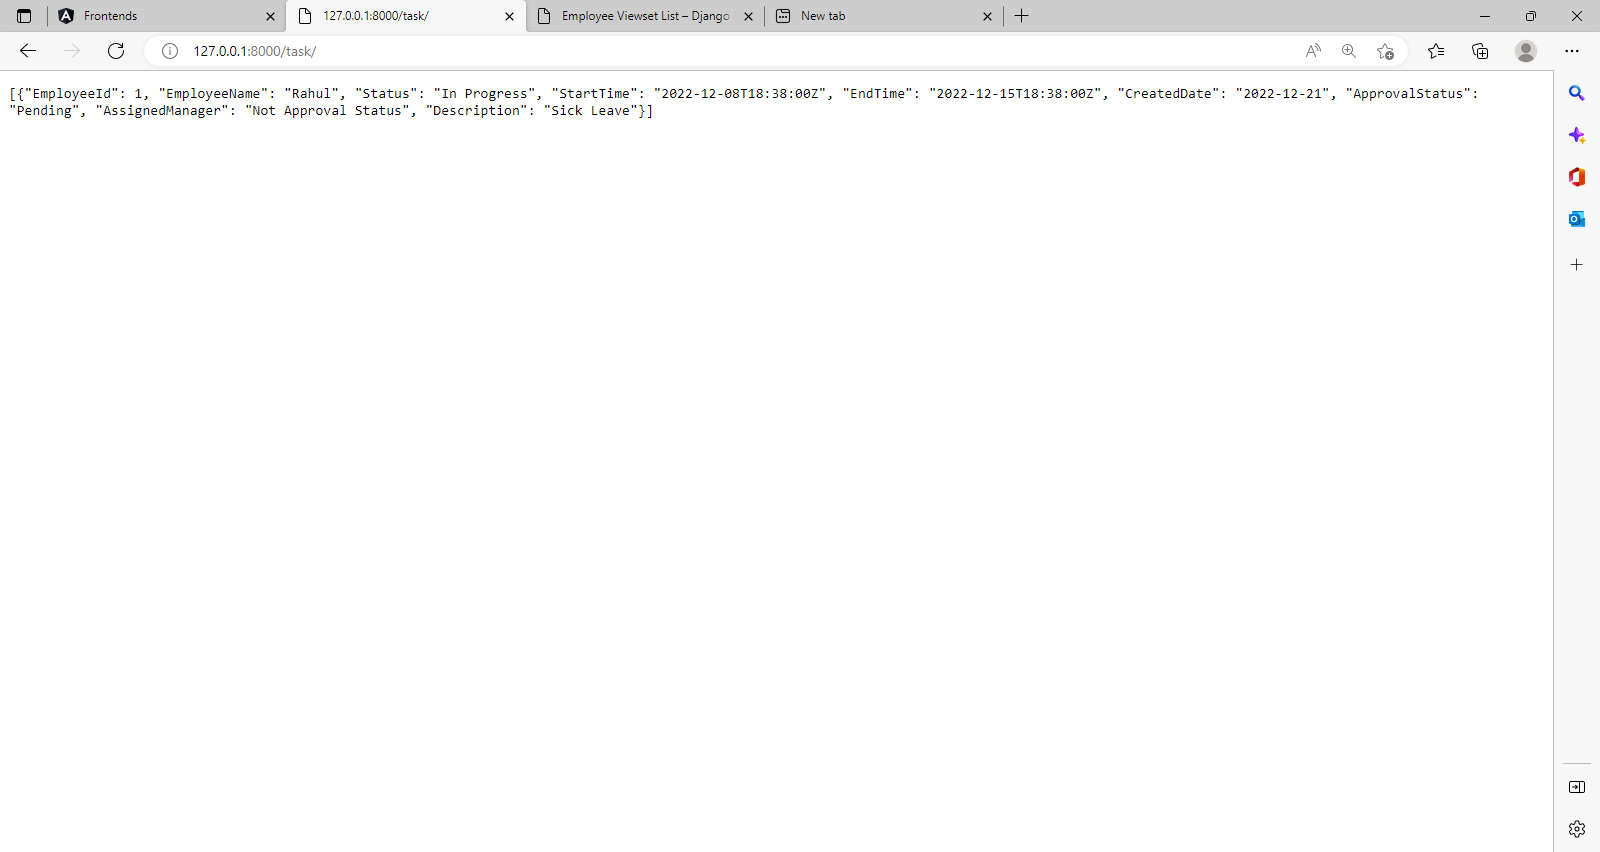 Frontends
127.0.0.1:8000/task/
Employee Viewset List – Django
New tab
127.0.0.1:8000/task/
[{"EmployeeId": 1, "EmployeeName": "Rahul", "Status": "In Progress", "StartTime": "2022-12-08T18:38:00Z", "EndTime": "2022-12-15T18:38:00Z", "CreatedDate": "2022-12-21", "ApprovalStatus":
"Pending", "AssignedManager": "Not Approval Status", "Description": "Sick Leave"}]